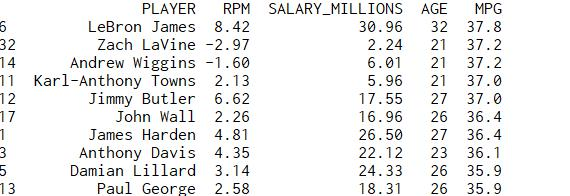 PLAYER RPM SALARY_MILLIONS AGE MPG
6 LeBron James 8.42 30.96 32 37.8
32 Zach LaVine -2.97 2.24 21 37.2
14 Andrew Wiggins -1.60 6.01 21 37.2
11 Karl-Anthony Towns 2.13 5.96 21 37.0
12 Jimmy Butler 6.62 17.55 27 37.0
17 John Wall 2.26 16.96 26 36.4
1 James Harden 4.81 26.50 27 36.4
3 Anthony Davis 4.35 22.12 23 36.1
5 Damian Lillard 3.14 24.33 26 35.9
13 Paul George 2.58 18.31 26 35.9